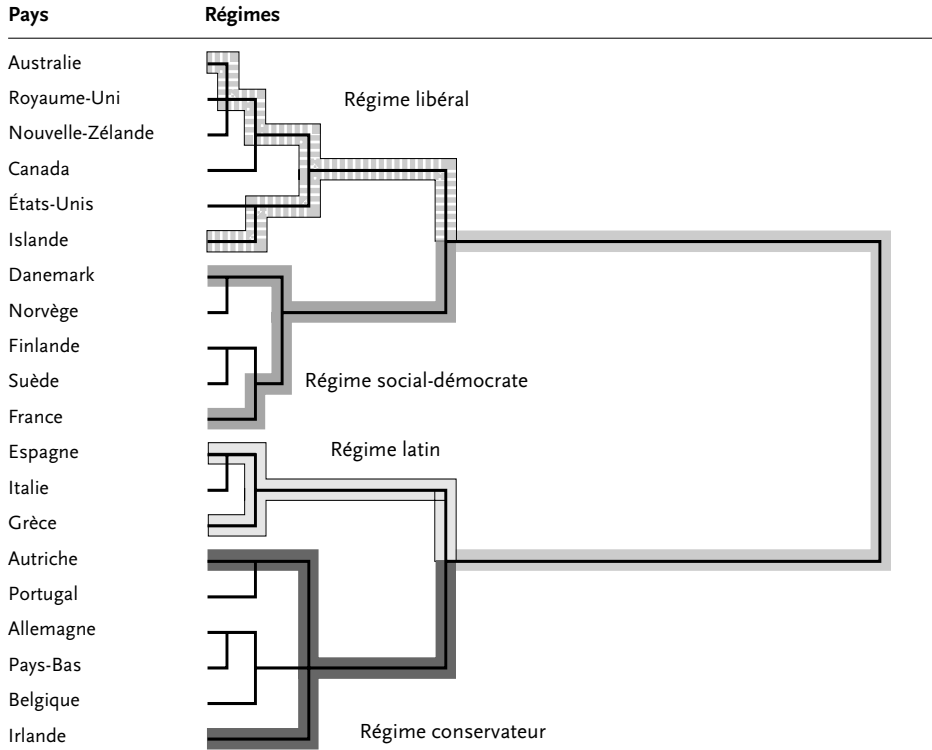 Pays Régimes
Australie
Royaume-Uni
Régime libéral
Nouvelle-Zélande
Canada
États-Unis
Islande
Danemark
Norvège
Finlande
Suède
Régime social-démocrate
France
Espagne
Régime latin
Italie
Grèce
Autriche
Portugal
Allemagne
Pays-Bas
Belgique
Irlande
Régime conservateur